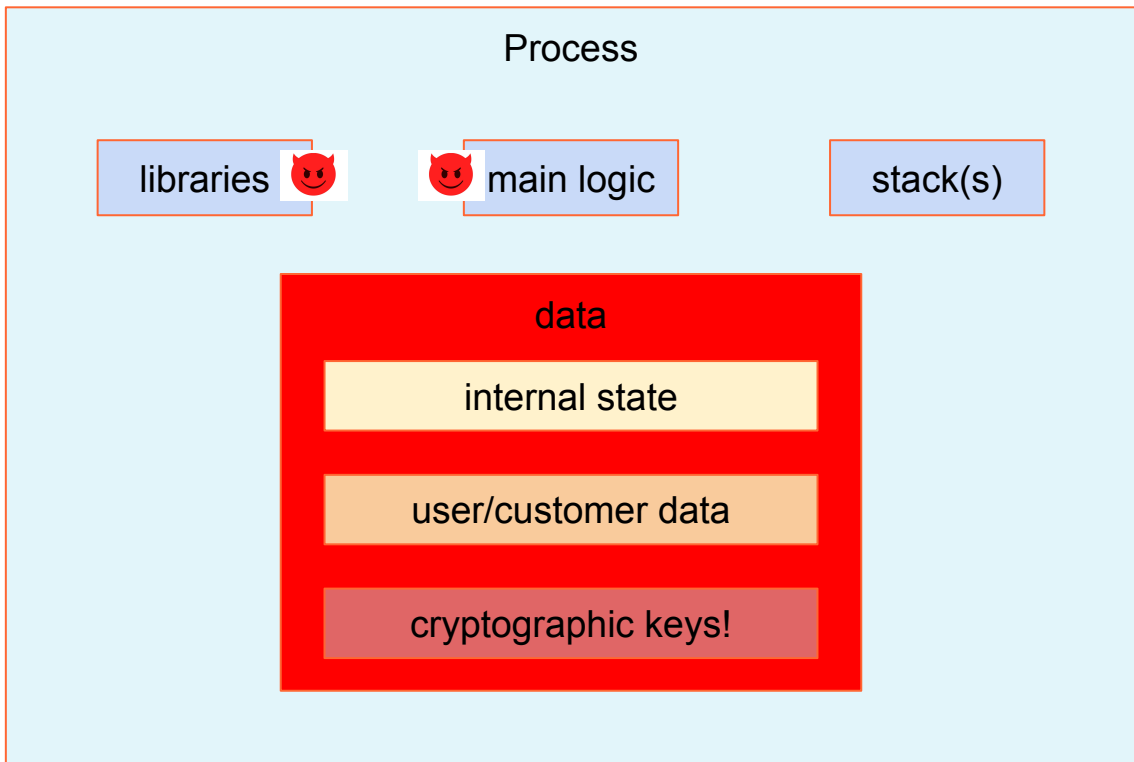 Process
libraries
main logic
stack(s)
data
internal state
user/customer data
cryptographic keys!